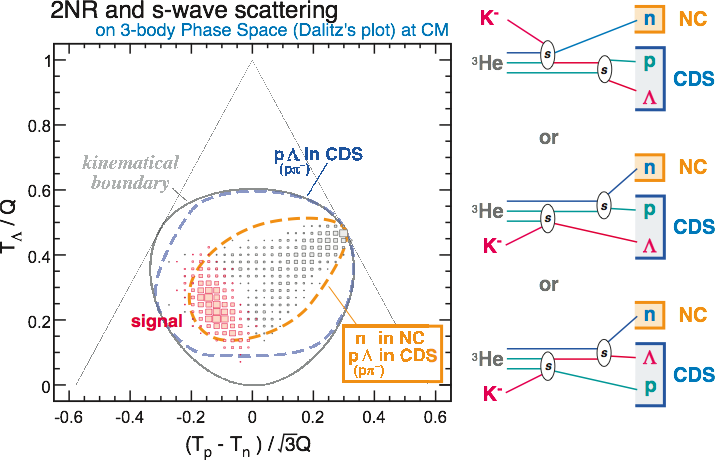 2NR and s-wave scattering
on 3-body Phase Space (Dalitz's plot) at CM
1
0.8
0.6
0.4
0.2
0
T_Λ / Q
kinematical
boundary
p Λ in CDS
(pπ⁻)
signal
n in NC
p Λ in CDS
(pπ⁻)
-0.6
-0.4
-0.2
0
0.2
0.4
0.6
(T_p - T_n) / √3Q
K⁻
³He
s
s
n
NC
p
Λ
CDS
or
³He
K⁻
s
s
n
NC
p
Λ
CDS
or
³He
K⁻
s
s
n
NC
Λ
p
CDS